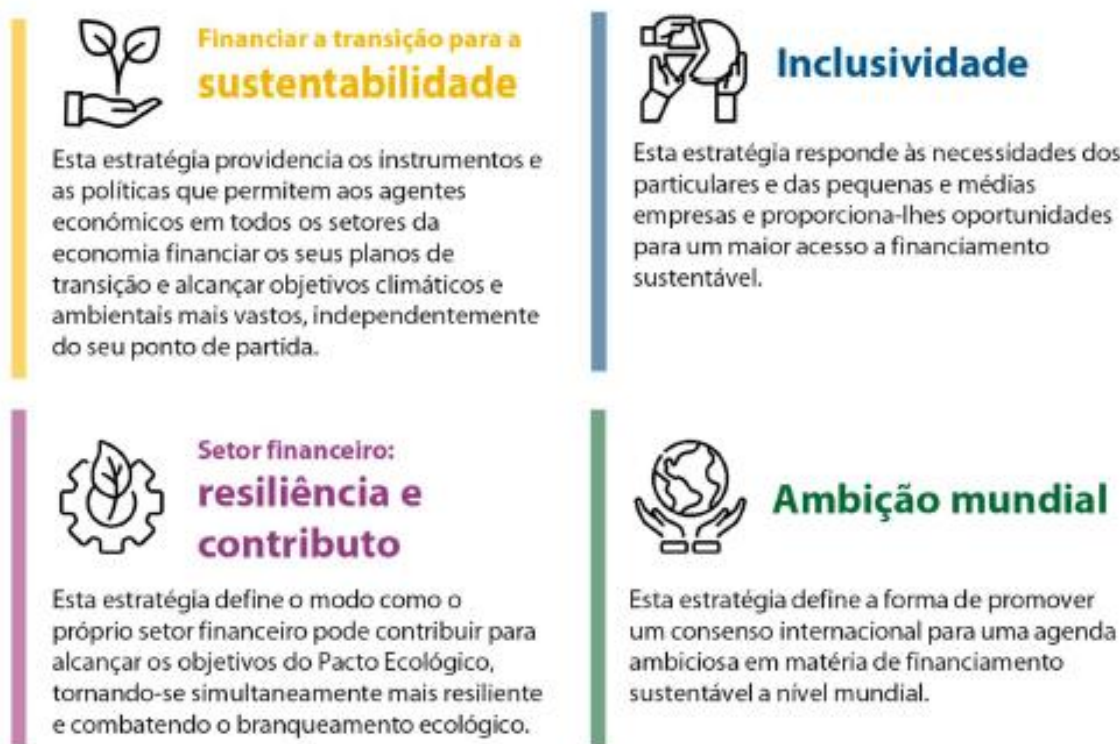 Financiar a transição para a
sustentabilidade
Esta estratégia providencia os instrumentos e
as políticas que permitem aos agentes
económicos em todos os setores da
economia financiar os seus planos de
transição e alcançar objetivos climáticos e
ambientais mais vastos, independentemente
do seu ponto de partida.
Inclusividade
Esta estratégia responde às necessidades dos
particulares e das pequenas e médias
empresas e proporciona-lhes oportunidades
para um maior acesso a financiamento
sustentável.
Setor financeiro:
resiliência e
contributo
Esta estratégia define o modo como o
próprio setor financeiro pode contribuir para
alcançar os objetivos do Pacto Ecológico,
tornando-se simultaneamente mais resiliente
e combatendo o branqueamento ecológico.
Ambição mundial
Esta estratégia define a forma de promover
um consenso internacional para uma agenda
ambiciosa em matéria de financiamento
sustentável a nível mundial.